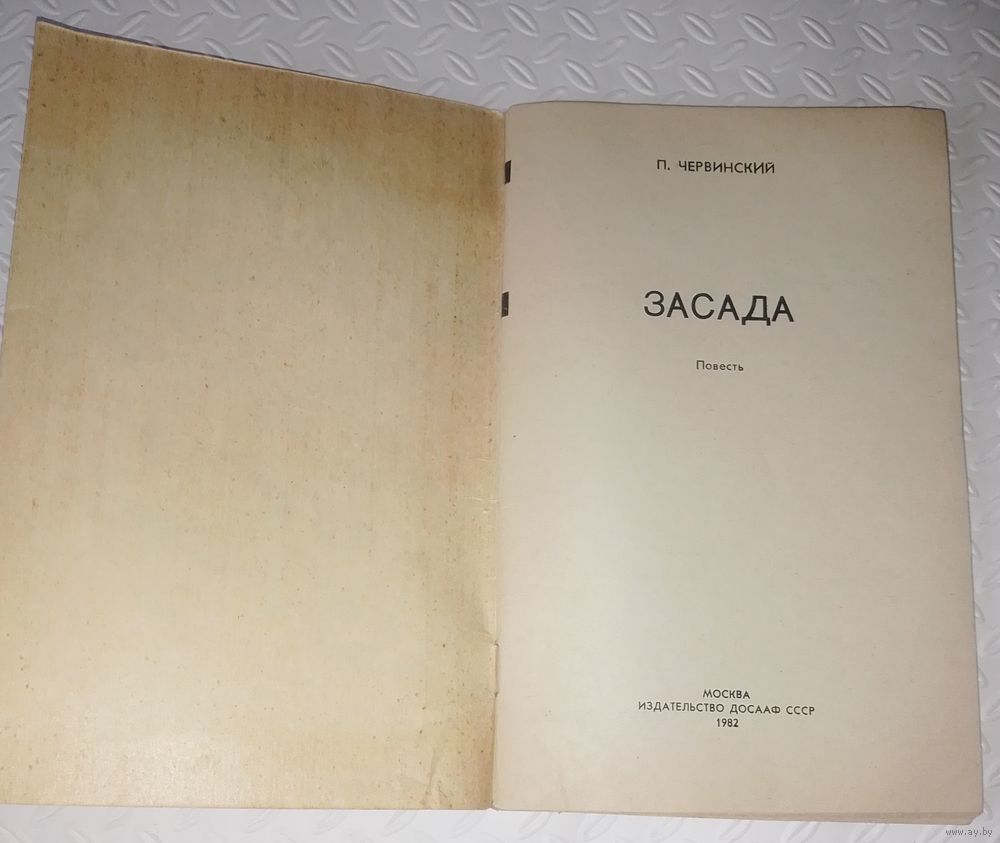 П. ЧЕРВИНСКИЙ
ЗАСАДА
Повесть
МОСКВА
ИЗДАТЕЛЬСТВО ДОСААФ СССР
1982
www.ay.by